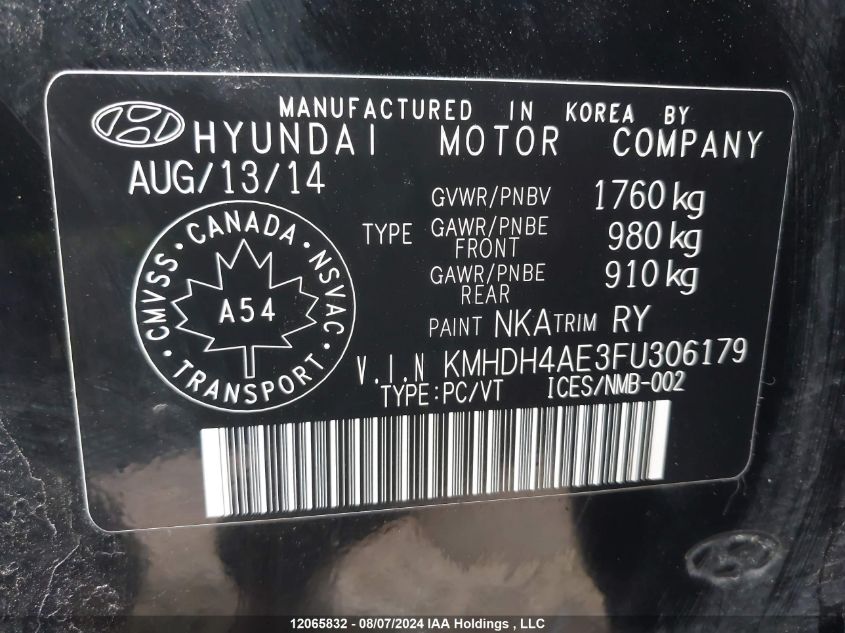 MANUFACTURED IN KOREA BY
HYUNDAI MOTOR COMPANY
AUG/13/14
GVWR/PNBV 1760 kg
TYPE GAWR/PNBE FRONT 980 kg
GAWR/PNBE REAR 910 kg
PAINT NKA TRIM RY
V.I.N KMHDH4AE3FU306179
TYPE:PC/VT ICES/NMB-002
CMVSS · CANADA · NSVAC · TRANSPORT ·
A54
12065832 - 08/07/2024 IAA Holdings , LLC